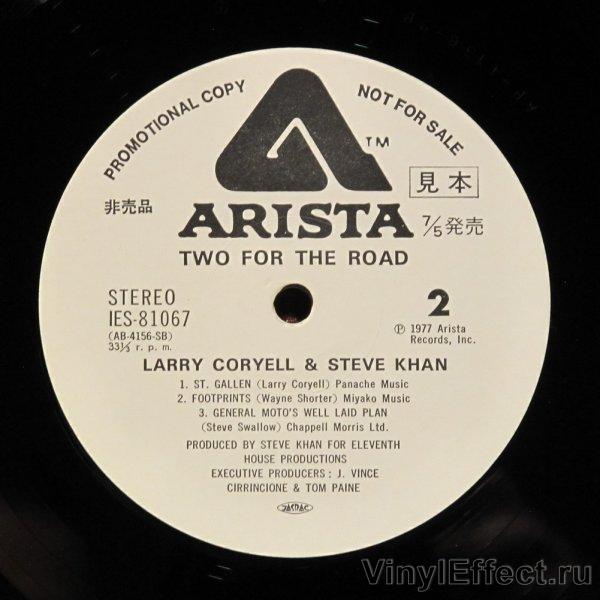 PROMOTIONAL COPY
NOT FOR SALE
TM
見本
非売品
ARISTA
7/5発売
TWO FOR THE ROAD
STEREO
IES-81067
(AB-4156-SB)
33⅓ r. p. m.
2
Ⓟ 1977 Arista
Records, Inc.
LARRY CORYELL & STEVE KHAN
1. ST. GALLEN (Larry Coryell) Panache Music
2. FOOTPRINTS (Wayne Shorter) Miyako Music
3. GENERAL MOTO'S WELL LAID PLAN
(Steve Swallow) Chappell Morris Ltd.
PRODUCED BY STEVE KHAN FOR ELEVENTH
HOUSE PRODUCTIONS
EXECUTIVE PRODUCERS : J. VINCE
CIRRINCIONE & TOM PAINE
JASRAC
VinylEffect.ru